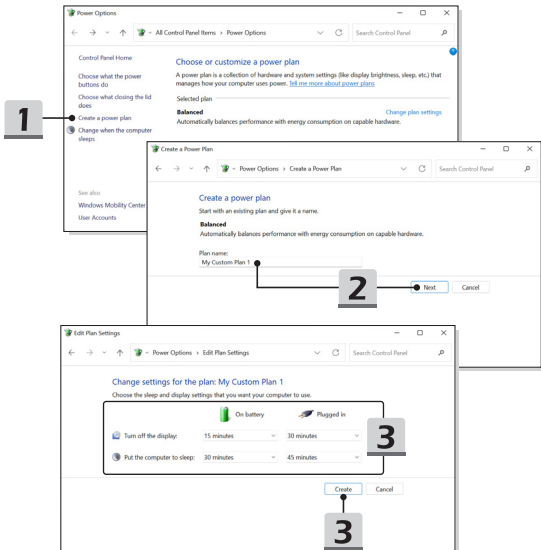 Power Options
All Control Panel Items › Power Options
Search Control Panel
Control Panel Home
Choose what the power
buttons do
Choose what closing the lid
does
1
Create a power plan
Change when the computer
sleeps
See also
Windows Mobility Center
User Accounts
Choose or customize a power plan
A power plan is a collection of hardware and system settings (like display brightness, sleep, etc.) that
manages how your computer uses power. Tell me more about power plans
Selected plan
Balanced
Change plan settings
Automatically balances performance with energy consumption on capable hardware.
Create a Power Plan
Power Options › Create a Power Plan
Search Control Panel
Create a power plan
Start with an existing plan and give it a name.
Balanced
Automatically balances performance with energy consumption on capable hardware.
Plan name:
My Custom Plan 1
2
Next Cancel
Edit Plan Settings
Power Options › Edit Plan Settings
Search Control Panel
Change settings for the plan: My Custom Plan 1
Choose the sleep and display settings that you want your computer to use.
On battery Plugged in
Turn off the display: 15 minutes 30 minutes
3
Put the computer to sleep: 30 minutes 45 minutes
Create Cancel
3